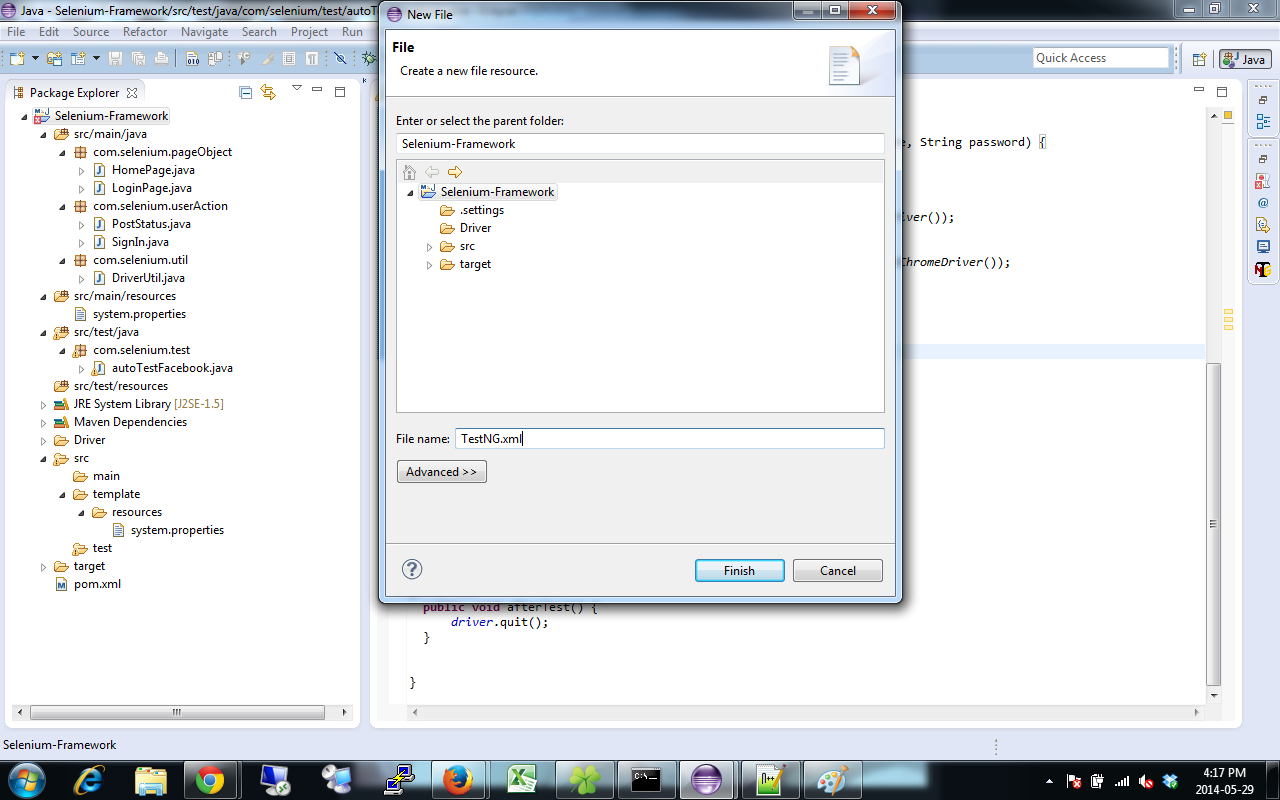 Java - Selenium-Framework/src/test/java/com/selenium/test/autoT
New File
File Edit Source Refactor Navigate Search Project Run
Quick Access
Java
File
Create a new file resource.
Package Explorer
Selenium-Framework
src/main/java
com.selenium.pageObject
HomePage.java
LoginPage.java
com.selenium.userAction
PostStatus.java
SignIn.java
com.selenium.util
DriverUtil.java
src/main/resources
system.properties
src/test/java
com.selenium.test
autoTestFacebook.java
src/test/resources
JRE System Library [J2SE-1.5]
Maven Dependencies
Driver
src
main
template
resources
system.properties
test
target
pom.xml
Enter or select the parent folder:
Selenium-Framework
Selenium-Framework
.settings
Driver
src
target
File name: TestNG.xml
Advanced >>
Finish Cancel
, String password) {
iver());
ChromeDriver());
public void afterTest() {
driver.quit();
}
}
Selenium-Framework
4:17 PM
2014-05-29